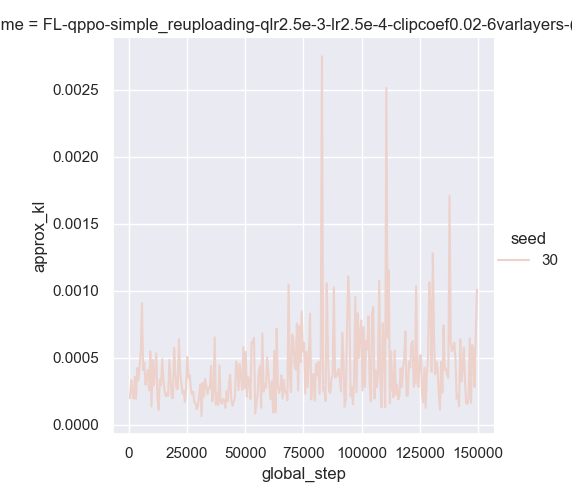 me = FL-qppo-simple_reuploading-qlr2.5e-3-lr2.5e-4-clipcoef0.02-6varlayers-(
0.0025
0.0020
0.0015
0.0010
0.0005
0.0000
approx_kl
0 25000 50000 75000 100000 125000 150000
global_step
seed
30